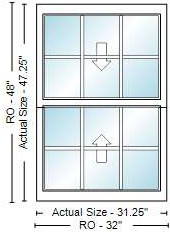 RO - 48"
Actual Size - 47.25"
Actual Size - 31.25"
RO - 32"